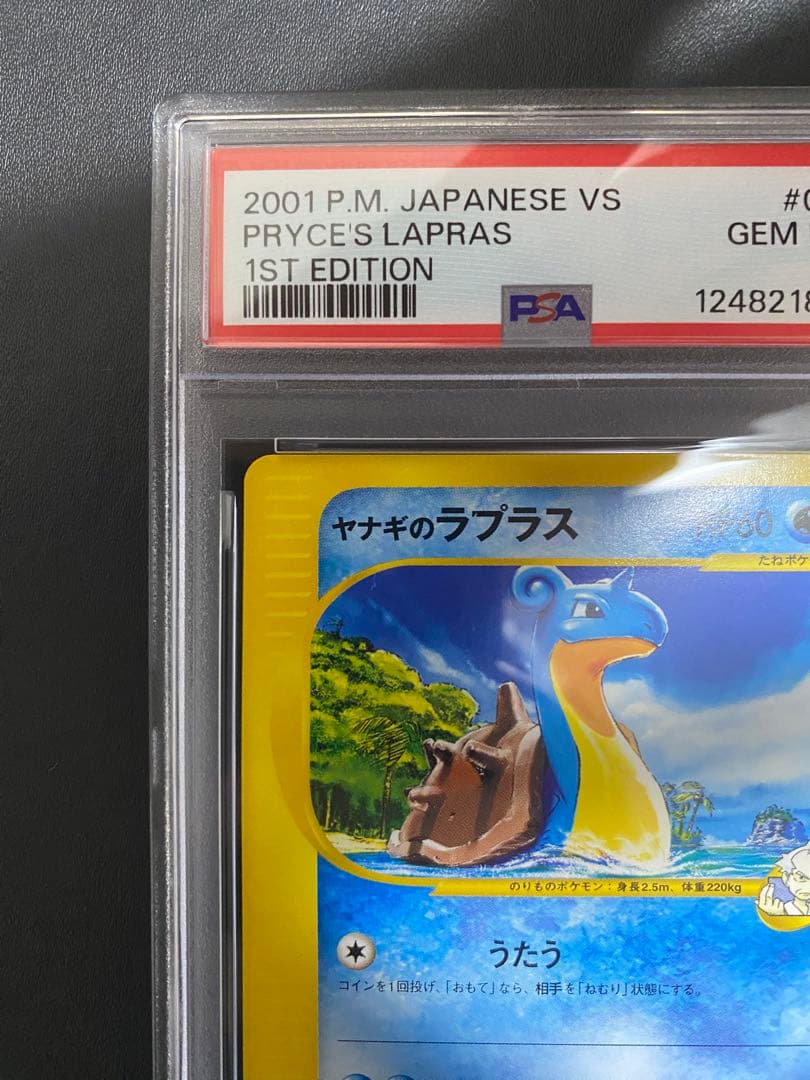 2001 P.M. JAPANESE VS
PRYCE'S LAPRAS
GEM
1ST EDITION
PSA
1248218
ヤナギのラプラス HP60
たねポケ
のりものポケモン：身長2.5m、体重220kg
うたう
コインを1回投げ、「おもて」なら、相手を「ねむり」状態にする。